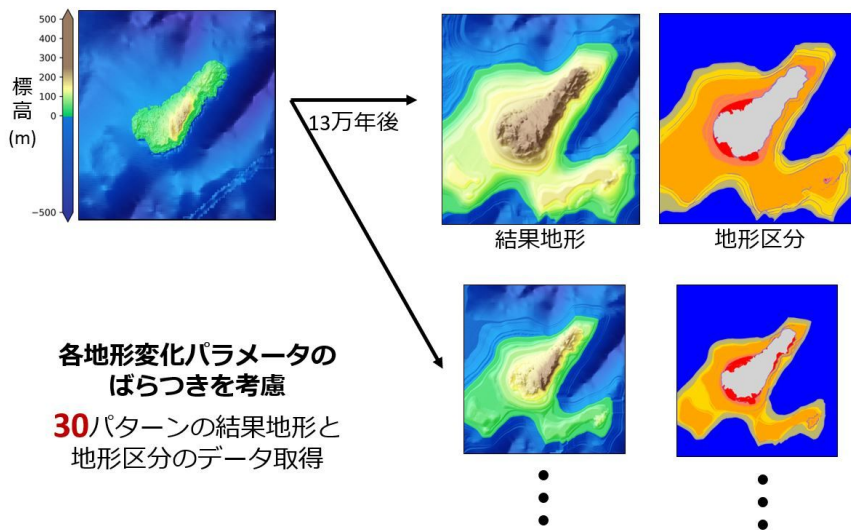 500
400
300
200
100
0
−500
標高
(m)
13万年後
結果地形
地形区分
各地形変化パラメータの
ばらつきを考慮
30パターンの結果地形と
地形区分のデータ取得